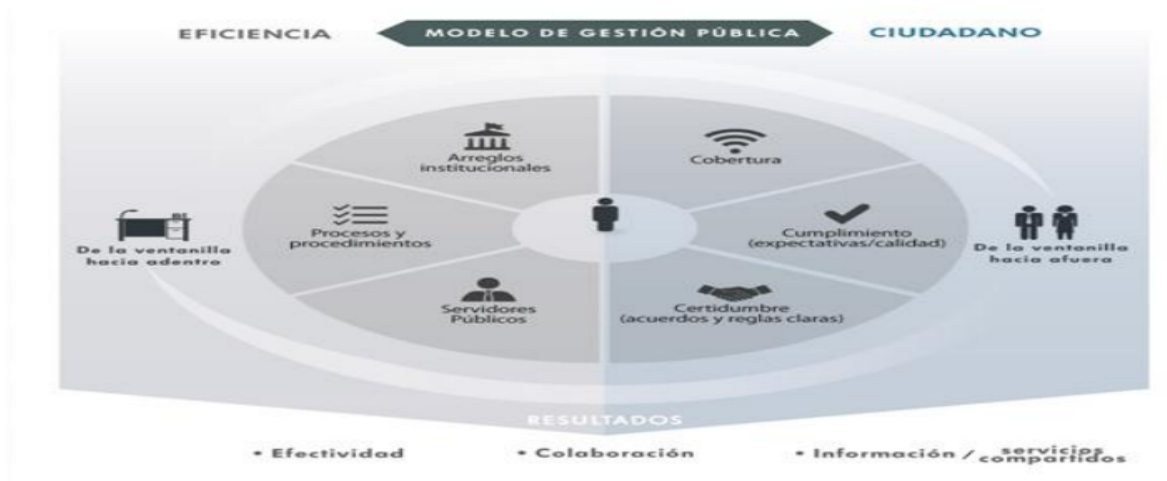 EFICIENCIA
MODELO DE GESTIÓN PÚBLICA
CIUDADANO
Arreglos
institucionales
Cobertura
Procesos y
procedimientos
Cumplimiento
(expectativas/calidad)
De la ventanilla
hacia adentro
De la ventanilla
hacia afuera
Servidores
Públicos
Certidumbre
(acuerdos y reglas claras)
RESULTADOS
• Efectividad
• Colaboración
• Información / servicios
compartidos